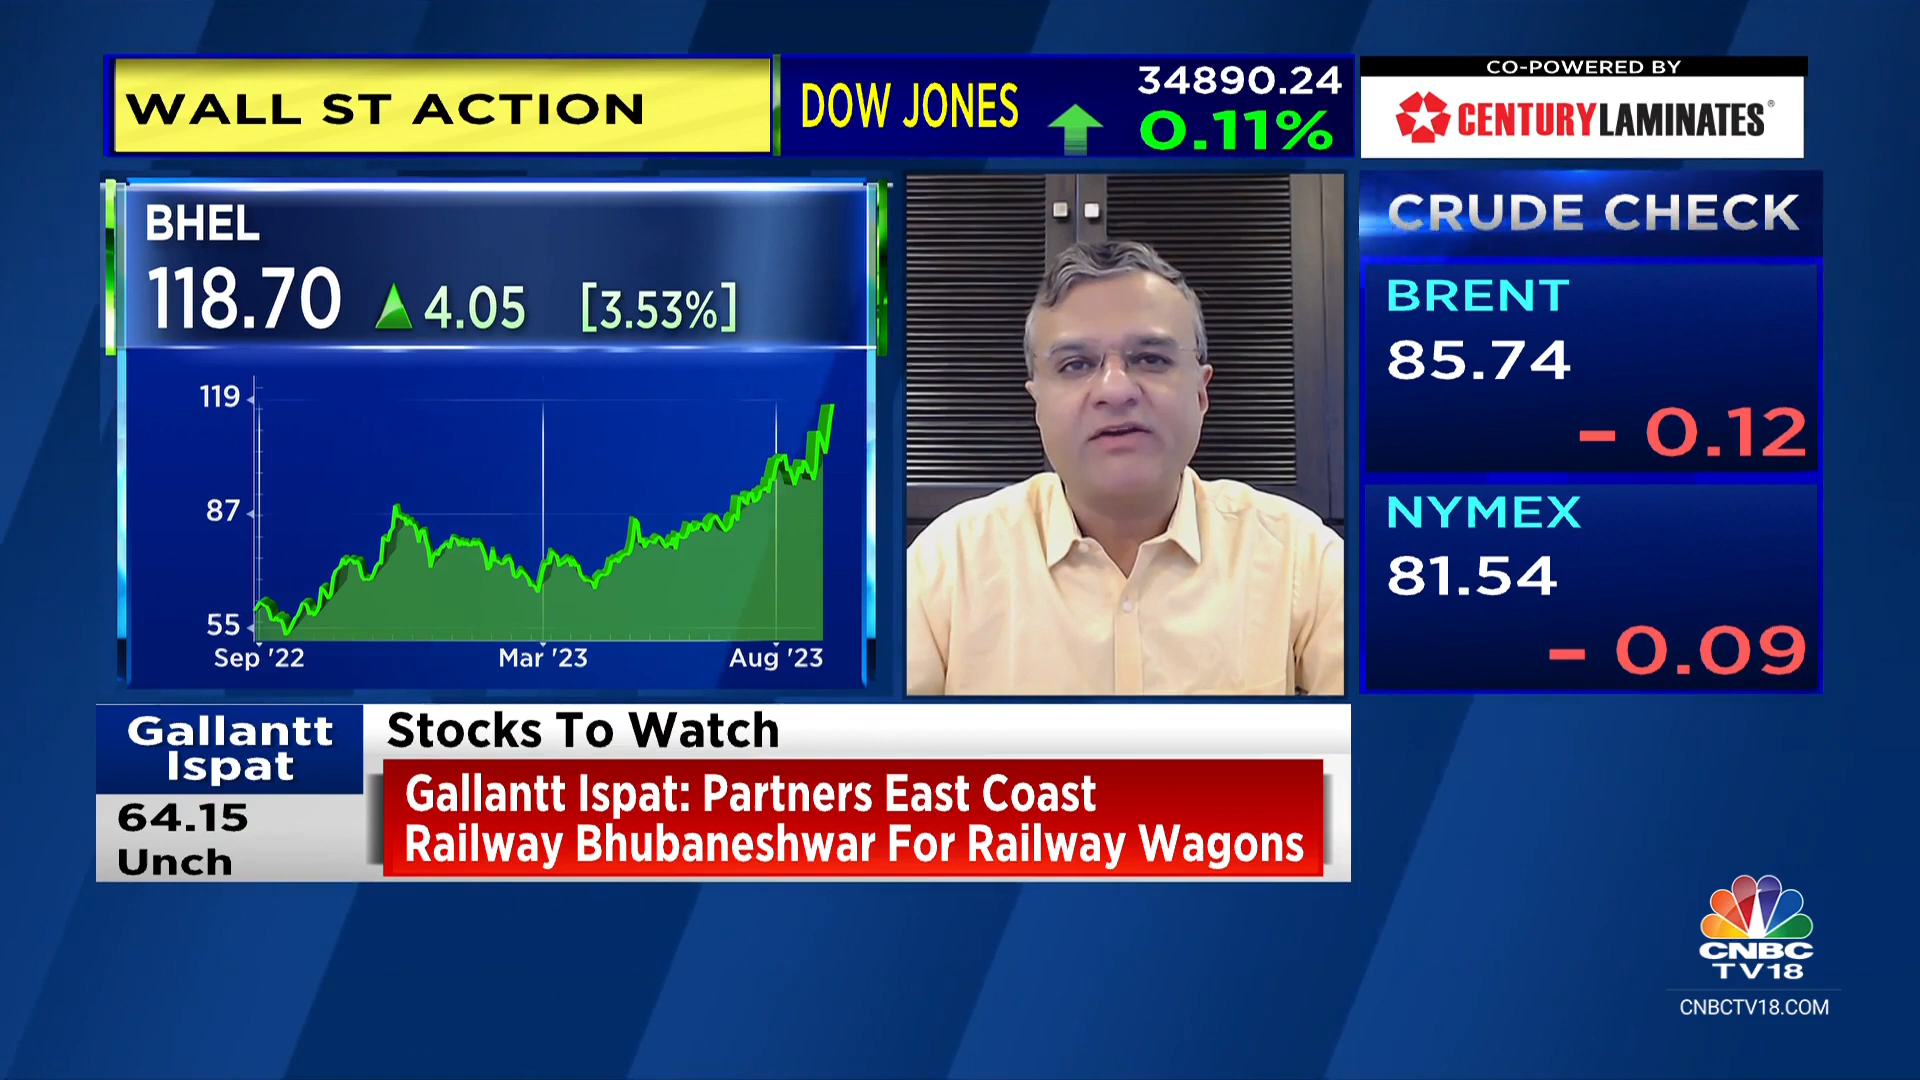 WALL ST ACTION
DOW JONES
34890.24
0.11%
CO-POWERED BY
CENTURYLAMINATES®
BHEL
118.70 4.05 [3.53%]
119
87
55
Sep '22 Mar '23 Aug '23
CRUDE CHECK
BRENT
85.74
- 0.12
NYMEX
81.54
- 0.09
Gallantt
Ispat
64.15
Unch
Stocks To Watch
Gallantt Ispat: Partners East Coast
Railway Bhubaneshwar For Railway Wagons
CNBC
TV18
CNBCTV18.COM